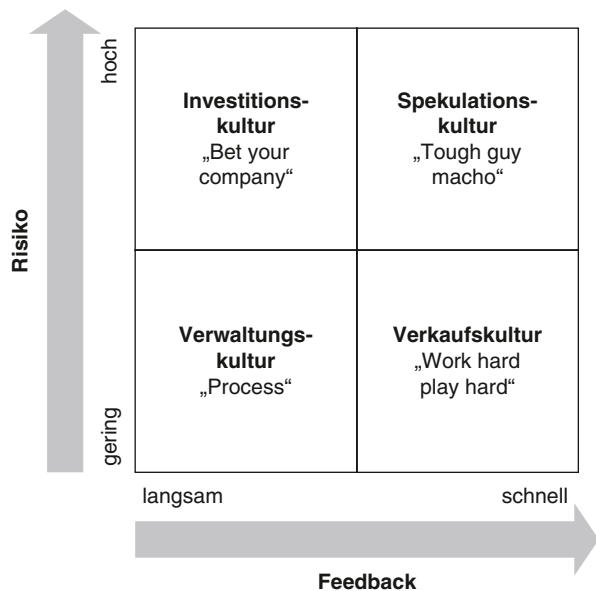 hoch
Investitions-
kultur
„Bet your
company“
Spekulations-
kultur
„Tough guy
macho“
Risiko
Verwaltungs-
kultur
„Process“
Verkaufskultur
„Work hard
play hard“
gering
langsam
schnell
Feedback